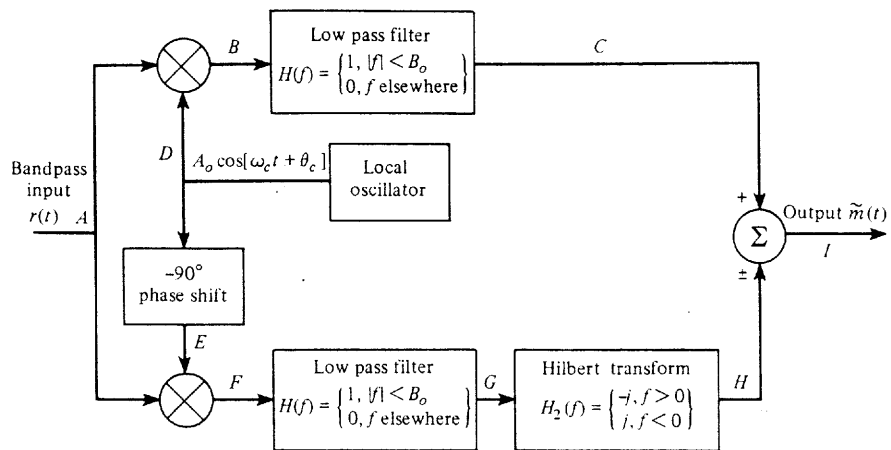 B
Low pass filter
H(f) = {1, |f| < B_o
0, f elsewhere}
C
D
A_o cos[ω_c t + θ_c]
Local
oscillator
Bandpass
input
r(t) A
+
Σ
±
Output m̃(t)
I
-90°
phase shift
E
F
Low pass filter
H(f) = {1, |f| < B_o
0, f elsewhere}
G
Hilbert transform
H_2(f) = {-j, f > 0
j, f < 0}
H